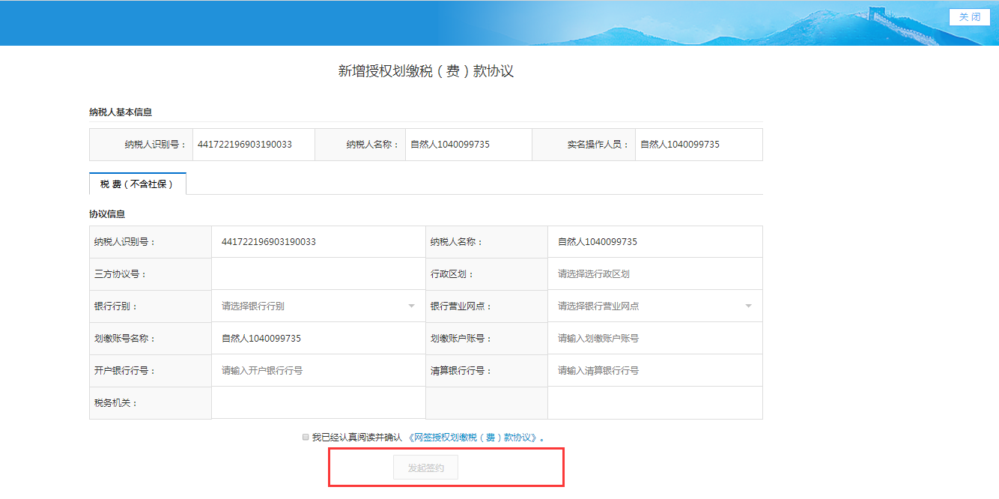 关 闭
新增授权划缴税（费）款协议
纳税人基本信息
纳税人识别号： 441722196903190033 纳税人名称： 自然人1040099735 实名操作人员： 自然人1040099735
税 费（不含社保）
协议信息
纳税人识别号： 441722196903190033 纳税人名称： 自然人1040099735
三方协议号： 行政区划： 请选择选行政区划
银行行别： 请选择银行行别 银行营业网点： 请选择银行营业网点
划缴账号名称： 自然人1040099735 划缴账户账号： 请输入划缴账户账号
开户银行行号： 请输入开户银行行号 清算银行行号： 请输入清算银行行号
税务机关：
我已经认真阅读并确认 《网签授权划缴税（费）款协议》。
发起签约